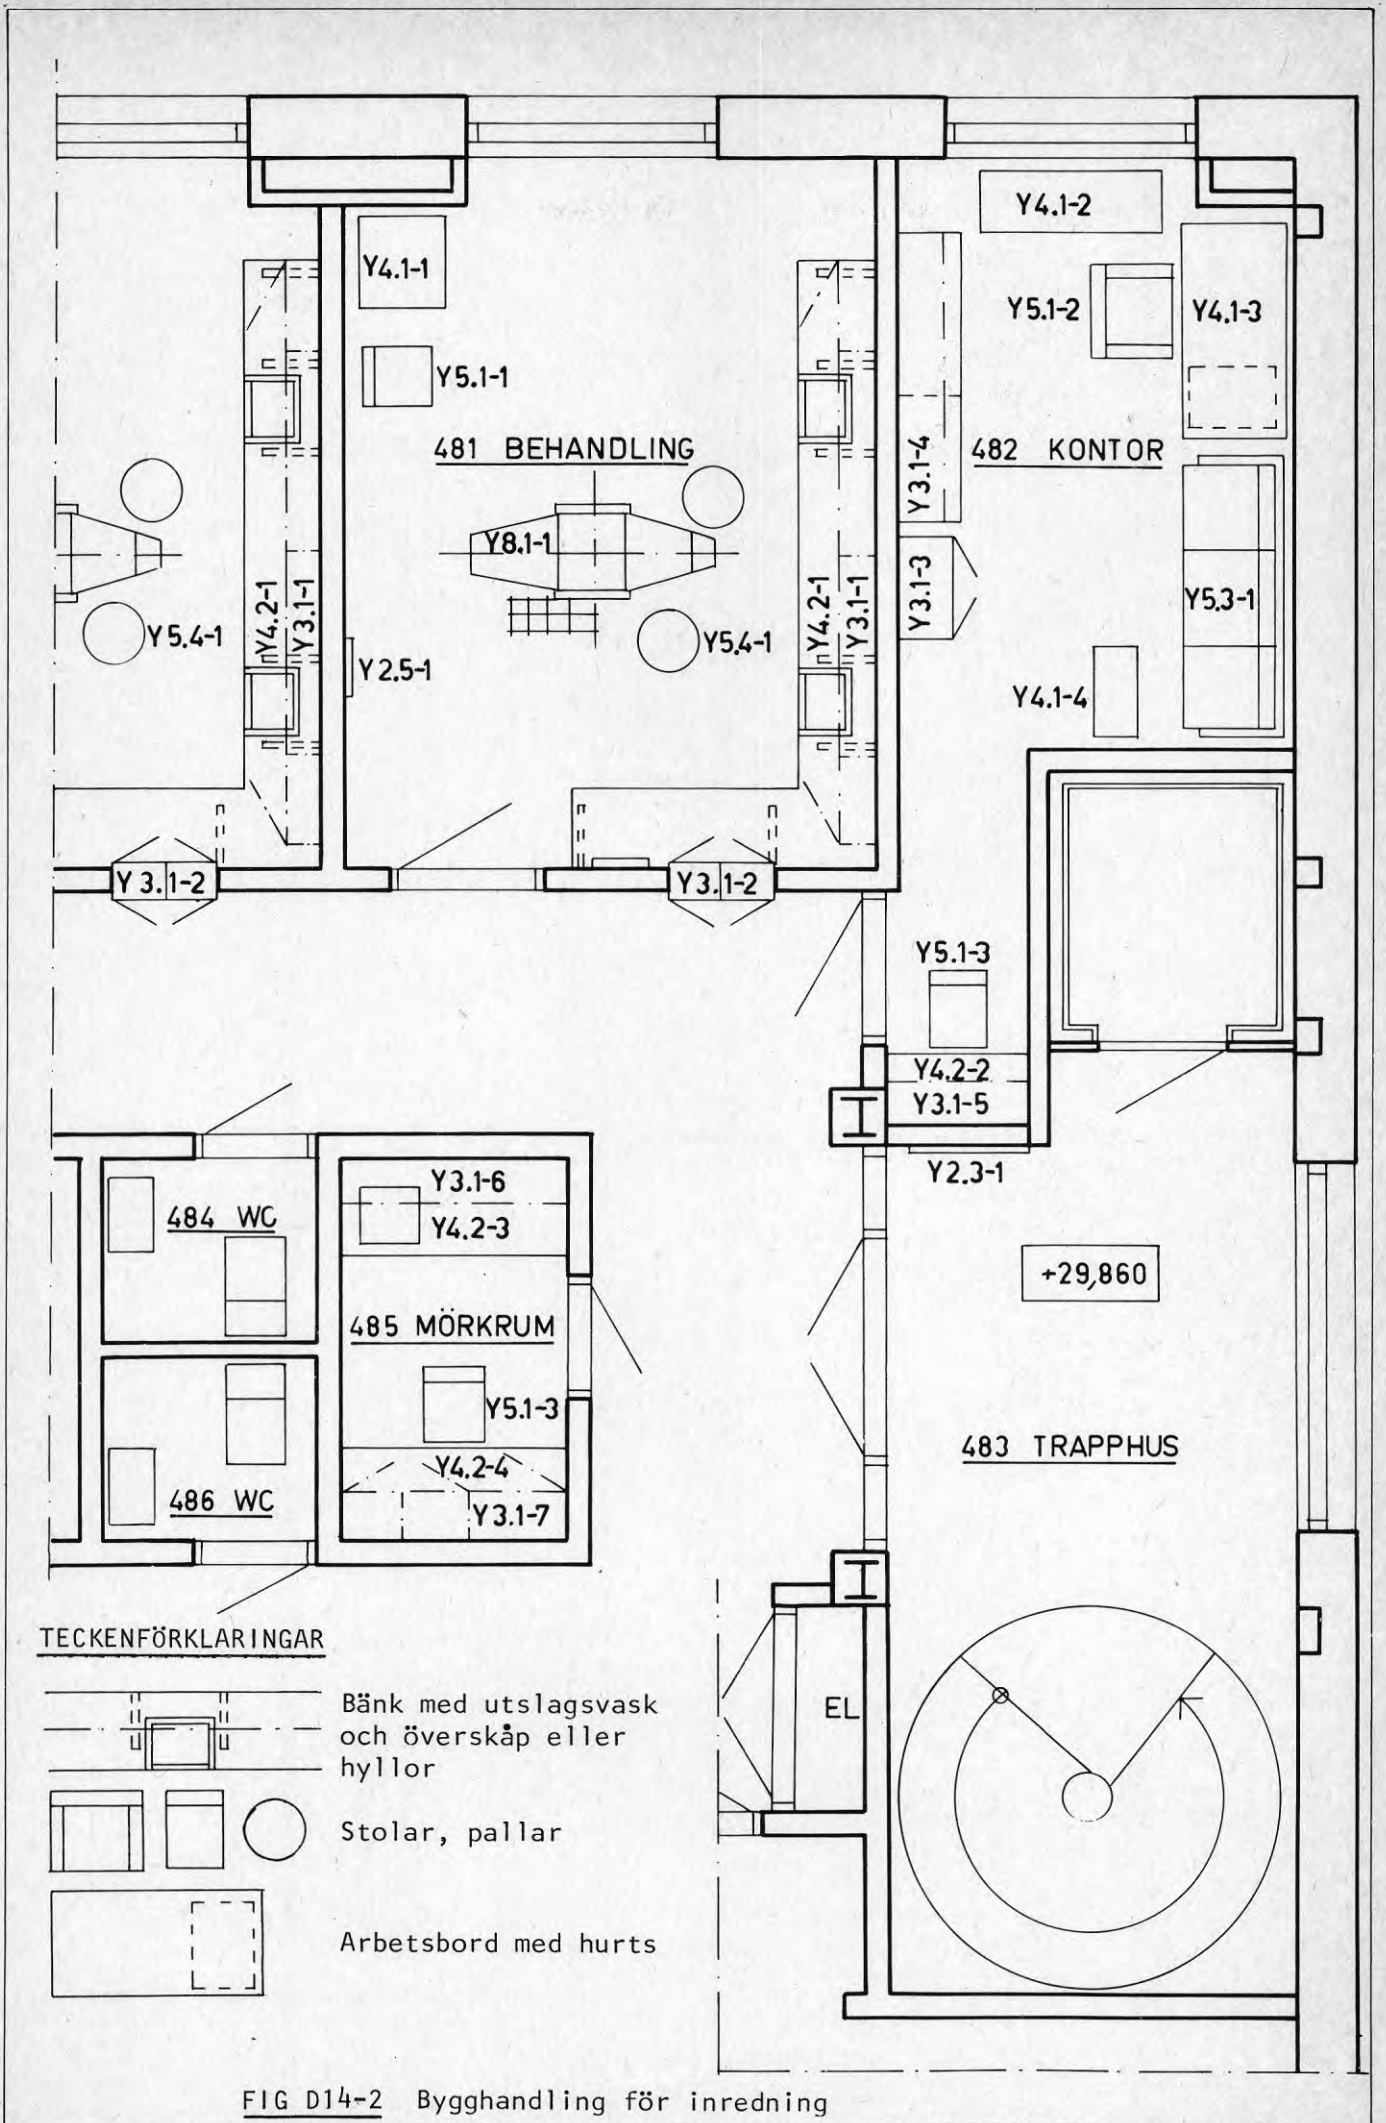 Y4.1-2
Y4.1-1
Y5.1-2
Y4.1-3
Y5.1-1
481 BEHANDLING
Y3.1-4
482 KONTOR
Y8.1-1
Y3.1-3
Y5.3-1
Y4.2-1
Y3.1-1
Y5.4-1
Y4.2-1
Y3.1-1
Y5.4-1
Y2.5-1
Y4.1-4
Y3.1-2
Y3.1-2
Y5.1-3
Y4.2-2
Y3.1-5
Y2.3-1
Y3.1-6
484 WC
Y4.2-3
+29,860
485 MÖRKRUM
Y5.1-3
483 TRAPPHUS
Y4.2-4
486 WC
Y3.1-7
TECKENFÖRKLARINGAR
Bänk med utslagsvask
och överskåp eller
hyllor
EL
Stolar, pallar
Arbetsbord med hurts
FIG D14-2 Bygghandling för inredning